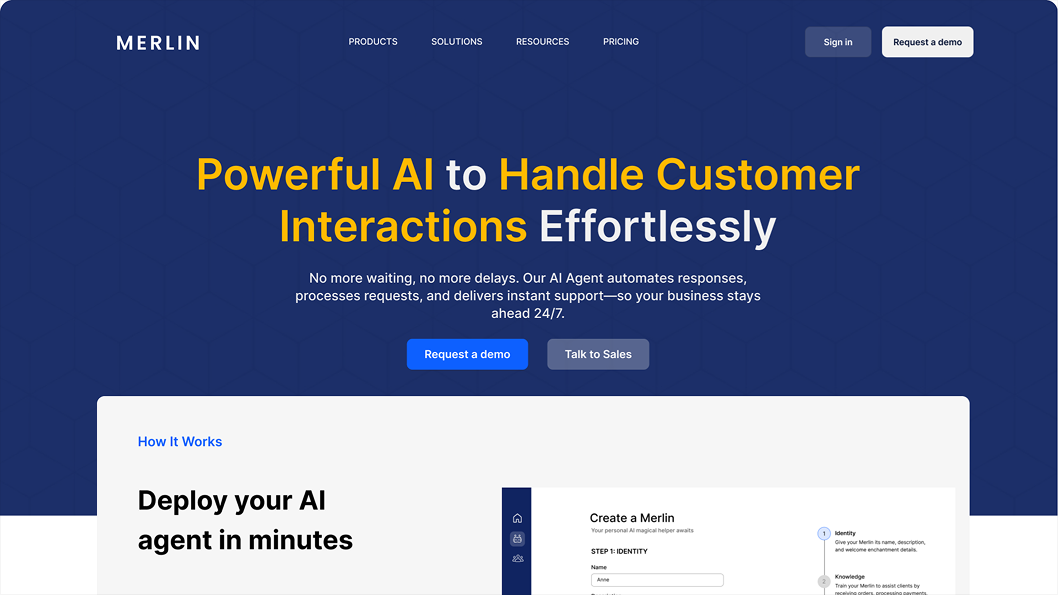 MERLIN
PRODUCTS
SOLUTIONS
RESOURCES
PRICING
Sign in
Request a demo
Powerful AI to Handle Customer
Interactions Effortlessly
No more waiting, no more delays. Our AI Agent automates responses,
processes requests, and delivers instant support—so your business stays
ahead 24/7.
Request a demo
Talk to Sales
How It Works
Deploy your AI
agent in minutes
Create a Merlin
Your personal AI magical helper awaits
STEP 1: IDENTITY
Name
Anne
1
Identity
Give your Merlin its name, description,
and welcome enchantment details.
2
Knowledge
Train your Merlin to assist clients by
receiving orders, processing payments,